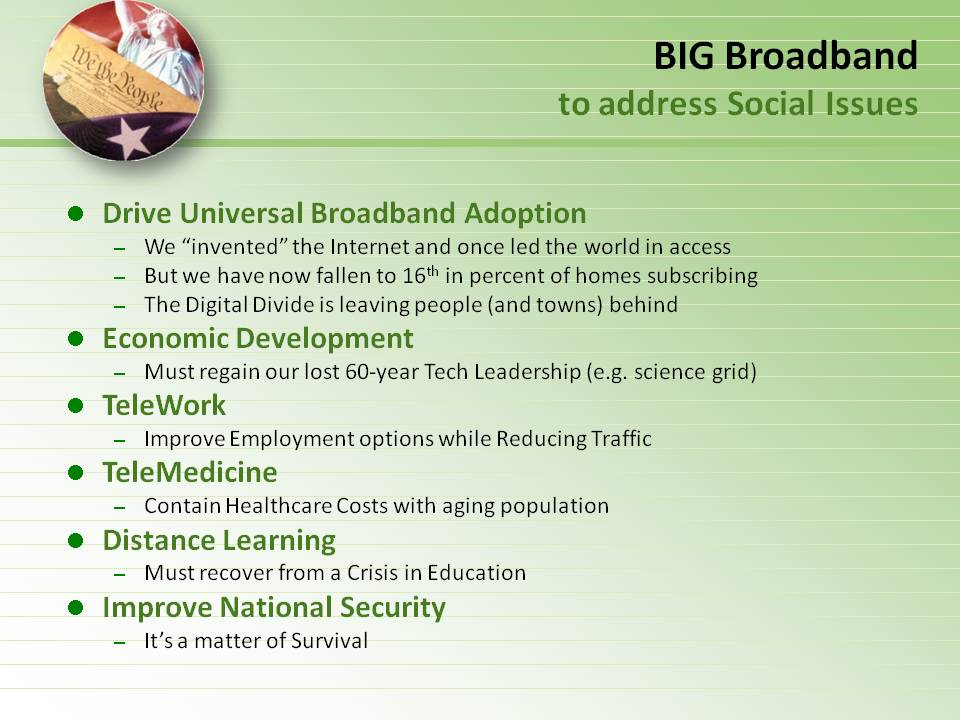 We the People
BIG Broadband
to address Social Issues
● Drive Universal Broadband Adoption
– We “invented” the Internet and once led the world in access
– But we have now fallen to 16th in percent of homes subscribing
– The Digital Divide is leaving people (and towns) behind
● Economic Development
– Must regain our lost 60-year Tech Leadership (e.g. science grid)
● TeleWork
– Improve Employment options while Reducing Traffic
● TeleMedicine
– Contain Healthcare Costs with aging population
● Distance Learning
– Must recover from a Crisis in Education
● Improve National Security
– It’s a matter of Survival